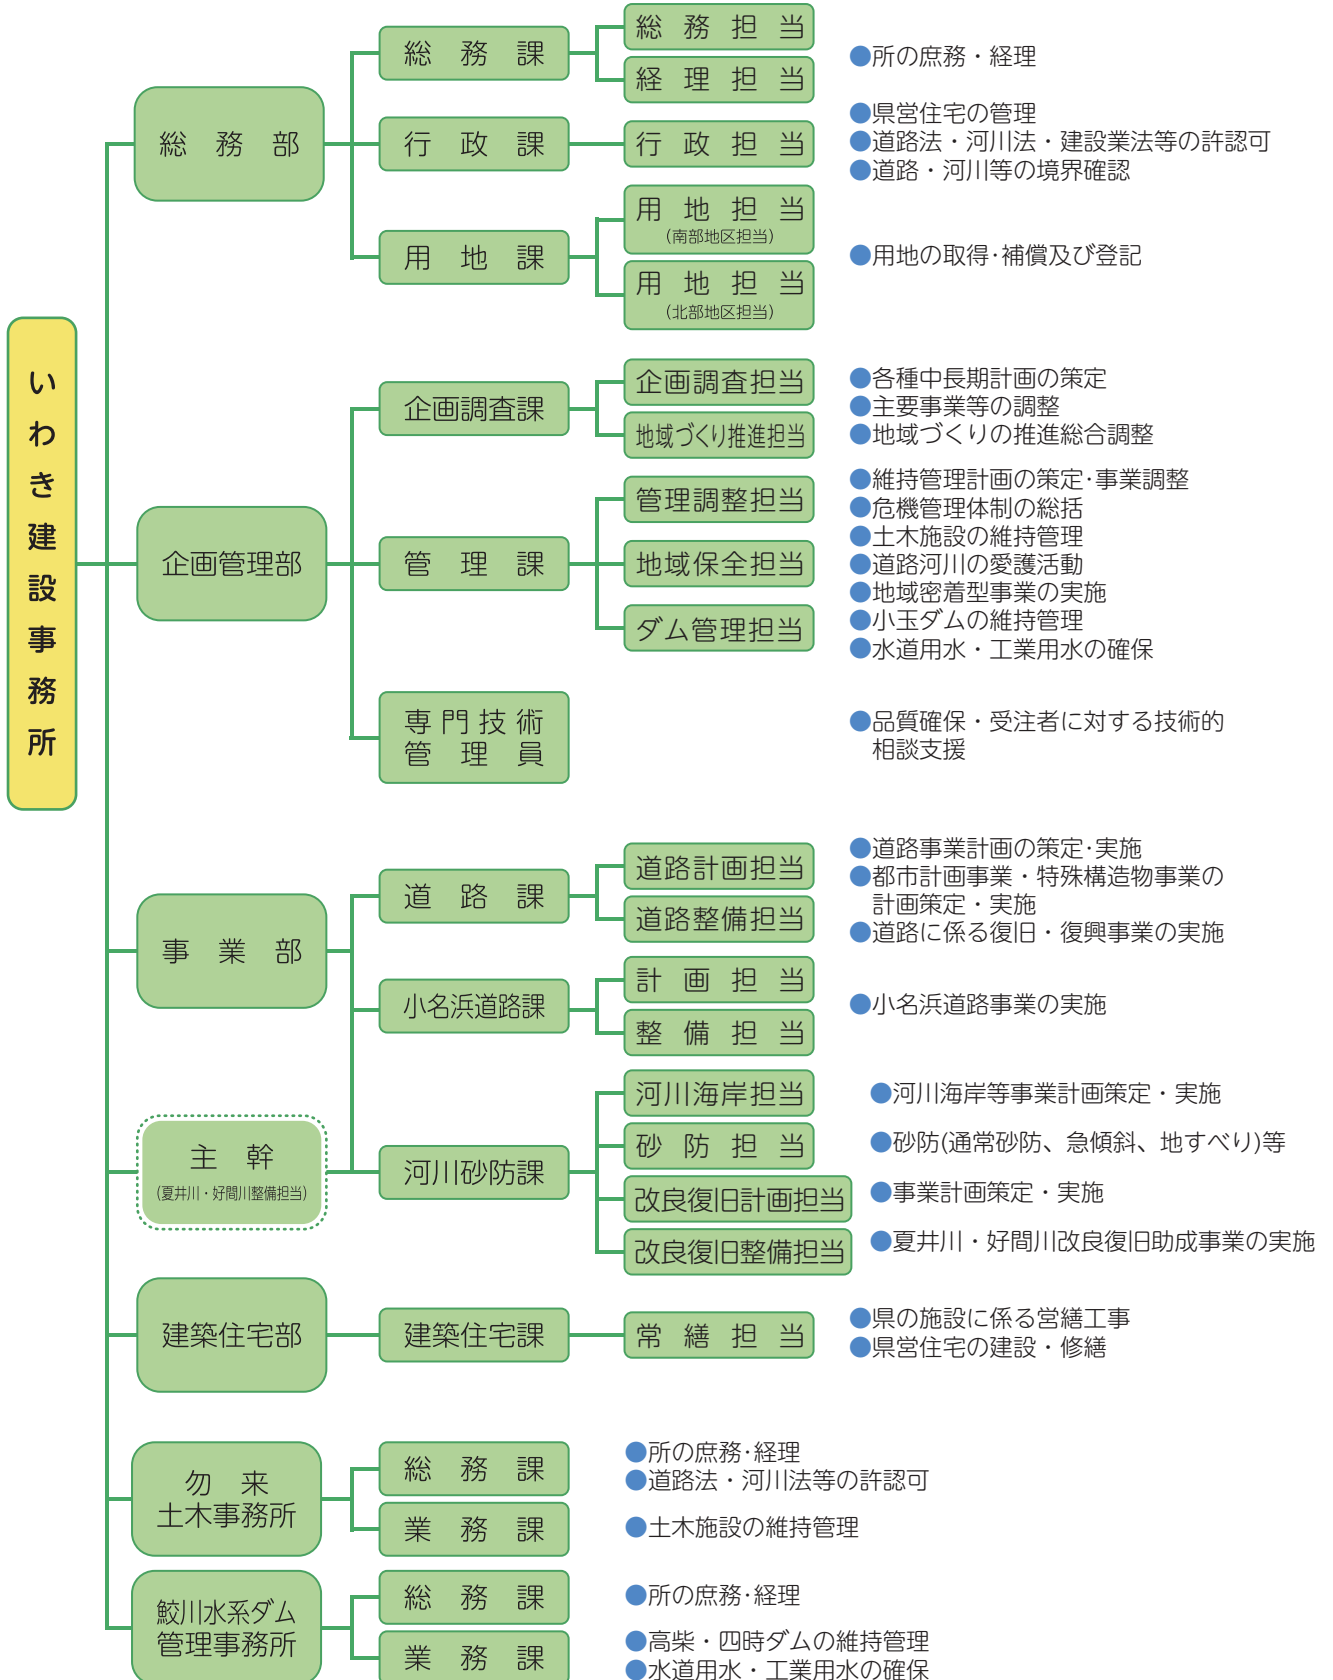 いわき建設事務所
総務部
総務課
総務担当
経理担当
●所の庶務・経理
行政課
行政担当
●県営住宅の管理
●道路法・河川法・建設業法等の許認可
●道路・河川等の境界確認
用地課
用地担当
(南部地区担当)
用地担当
(北部地区担当)
●用地の取得・補償及び登記
企画管理部
企画調査課
企画調査担当
地域づくり推進担当
●各種中長期計画の策定
●主要事業等の調整
●地域づくりの推進総合調整
管理課
管理調整担当
地域保全担当
ダム管理担当
●維持管理計画の策定・事業調整
●危機管理体制の総括
●土木施設の維持管理
●道路河川の愛護活動
●地域密着型事業の実施
●小玉ダムの維持管理
●水道用水・工業用水の確保
専門技術
管理員
●品質確保・受注者に対する技術的
相談支援
事業部
道路課
道路計画担当
道路整備担当
●道路事業計画の策定・実施
●都市計画事業・特殊構造物事業の
計画策定・実施
●道路に係る復旧・復興事業の実施
小名浜道路課
計画担当
整備担当
●小名浜道路事業の実施
主幹
(夏井川・好間川整備担当)
河川砂防課
河川海岸担当
砂防担当
改良復旧計画担当
改良復旧整備担当
●河川海岸等事業計画策定・実施
●砂防(通常砂防、急傾斜、地すべり)等
●事業計画策定・実施
●夏井川・好間川改良復旧助成事業の実施
建築住宅部
建築住宅課
営繕担当
●県の施設に係る営繕工事
●県営住宅の建設・修繕
勿来
土木事務所
総務課
●所の庶務・経理
●道路法・河川法等の許認可
業務課
●土木施設の維持管理
鮫川水系ダム
管理事務所
総務課
●所の庶務・経理
業務課
●高柴・四時ダムの維持管理
●水道用水・工業用水の確保